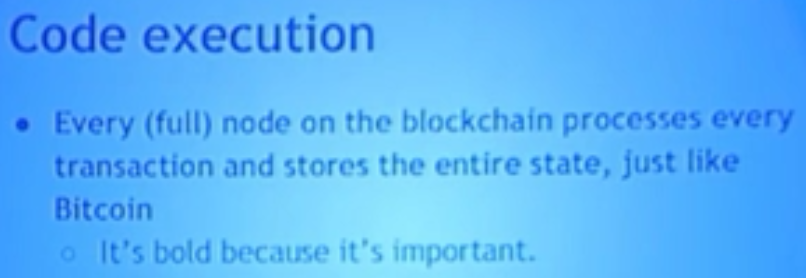 Code execution
• Every (full) node on the blockchain processes every
transaction and stores the entire state, just like
Bitcoin
○ It's bold because it's important.